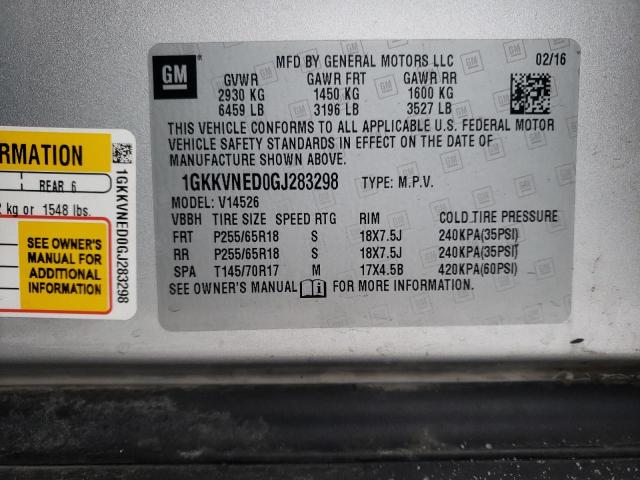 GM
MFD BY GENERAL MOTORS LLC 02/16
GVWR GAWR FRT GAWR RR
2930 KG 1450 KG 1600 KG
6459 LB 3196 LB 3527 LB
THIS VEHICLE CONFORMS TO ALL APPLICABLE U.S. FEDERAL MOTOR
VEHICLE SAFETY STANDARDS IN EFFECT ON THE DATE OF
MANUFACTURE SHOWN ABOVE.
1GKKVNED0GJ283298 TYPE: M.P.V.
MODEL: V14526
VBBH TIRE SIZE SPEED RTG RIM COLD TIRE PRESSURE
FRT P255/65R18 S 18X7.5J 240KPA(35PSI)
RR P255/65R18 S 18X7.5J 240KPA(35PSI)
SPA T145/70R17 M 17X4.5B 420KPA(60PSI)
SEE OWNER'S MANUAL i FOR MORE INFORMATION.
REAR 6
kg or 1548 lbs.
SEE OWNER'S
MANUAL FOR
ADDITIONAL
INFORMATION
1GKKVNED0GJ283298